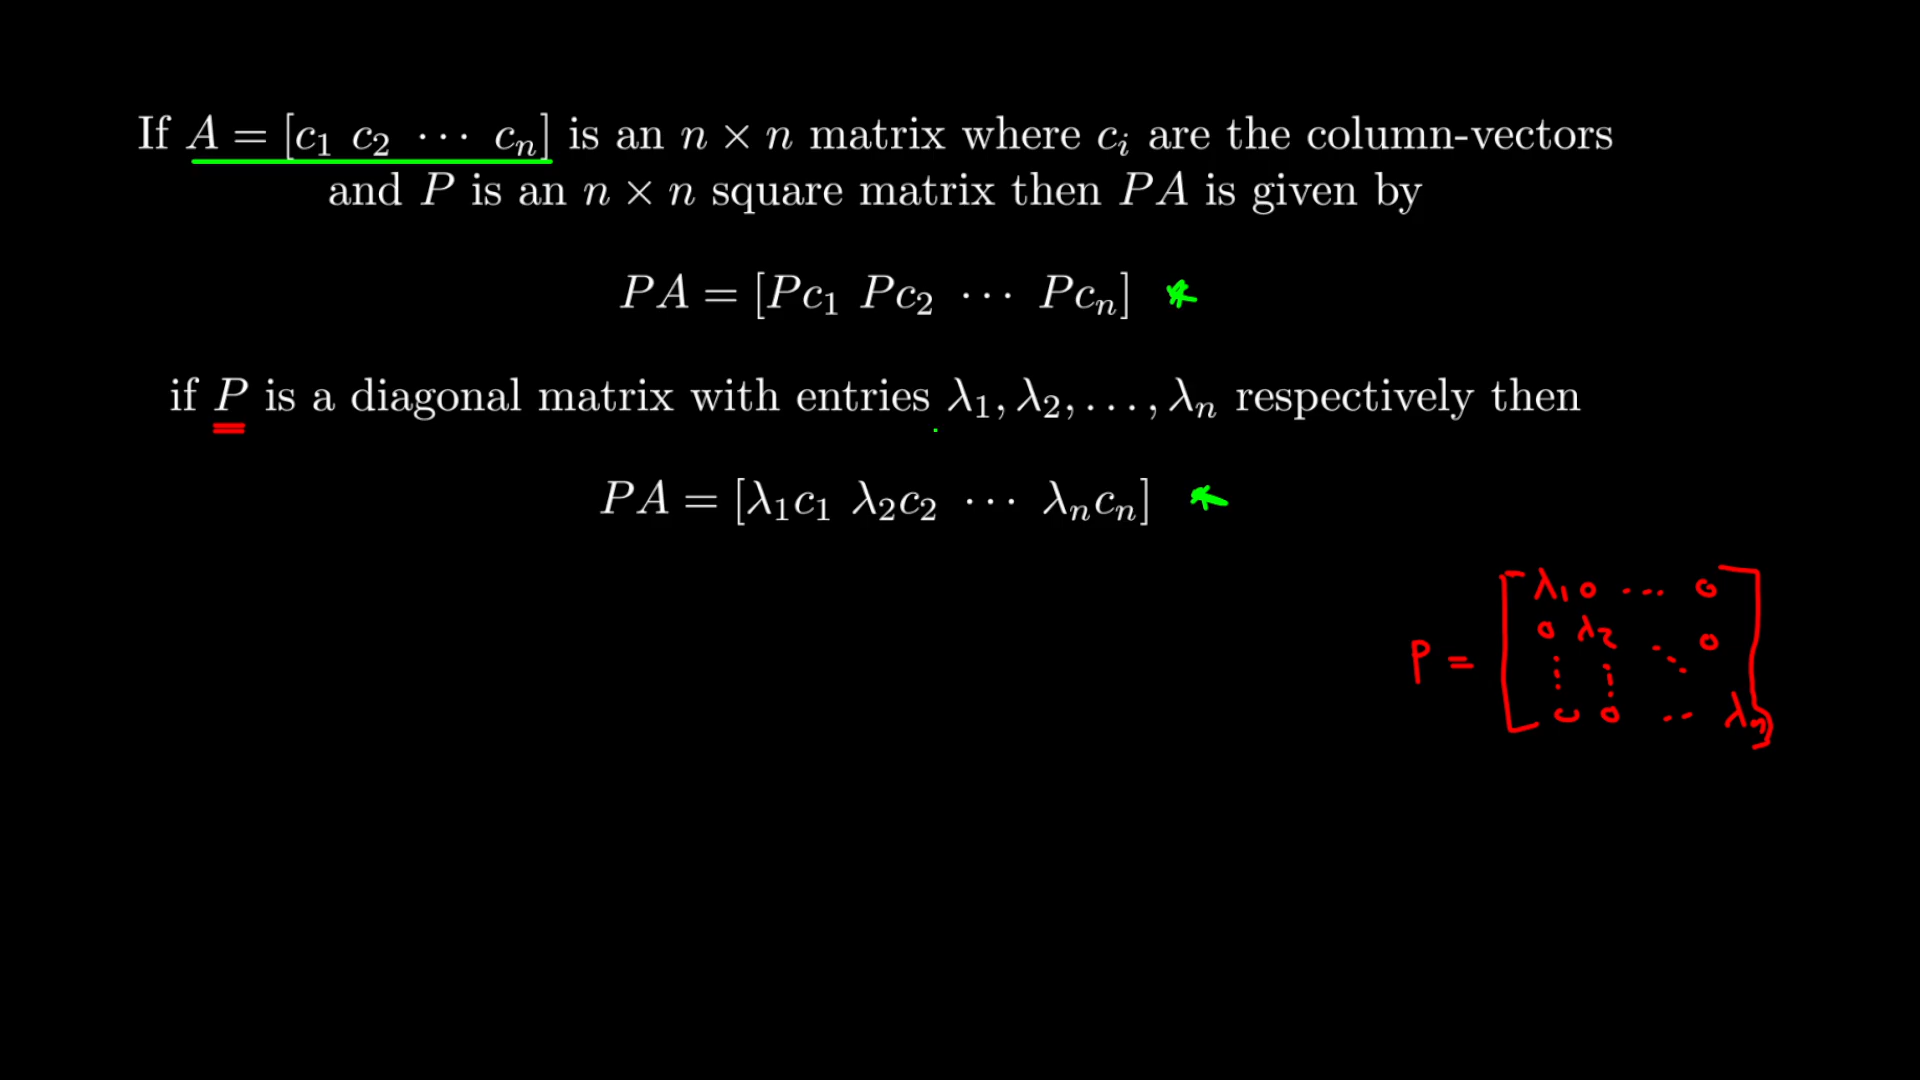 If A = [c₁ c₂ ⋯ cₙ] is an n × n matrix where cᵢ are the column-vectors
and P is an n × n square matrix then PA is given by
PA = [Pc₁ Pc₂ ⋯ Pcₙ]
if P is a diagonal matrix with entries λ₁, λ₂, . . . , λₙ respectively then
PA = [λ₁c₁ λ₂c₂ ⋯ λₙcₙ]
λ₁ 0 ... 0
0 λ₂ ⋱ 0
P =
⋮ ⋮
0 0 .. λₙ